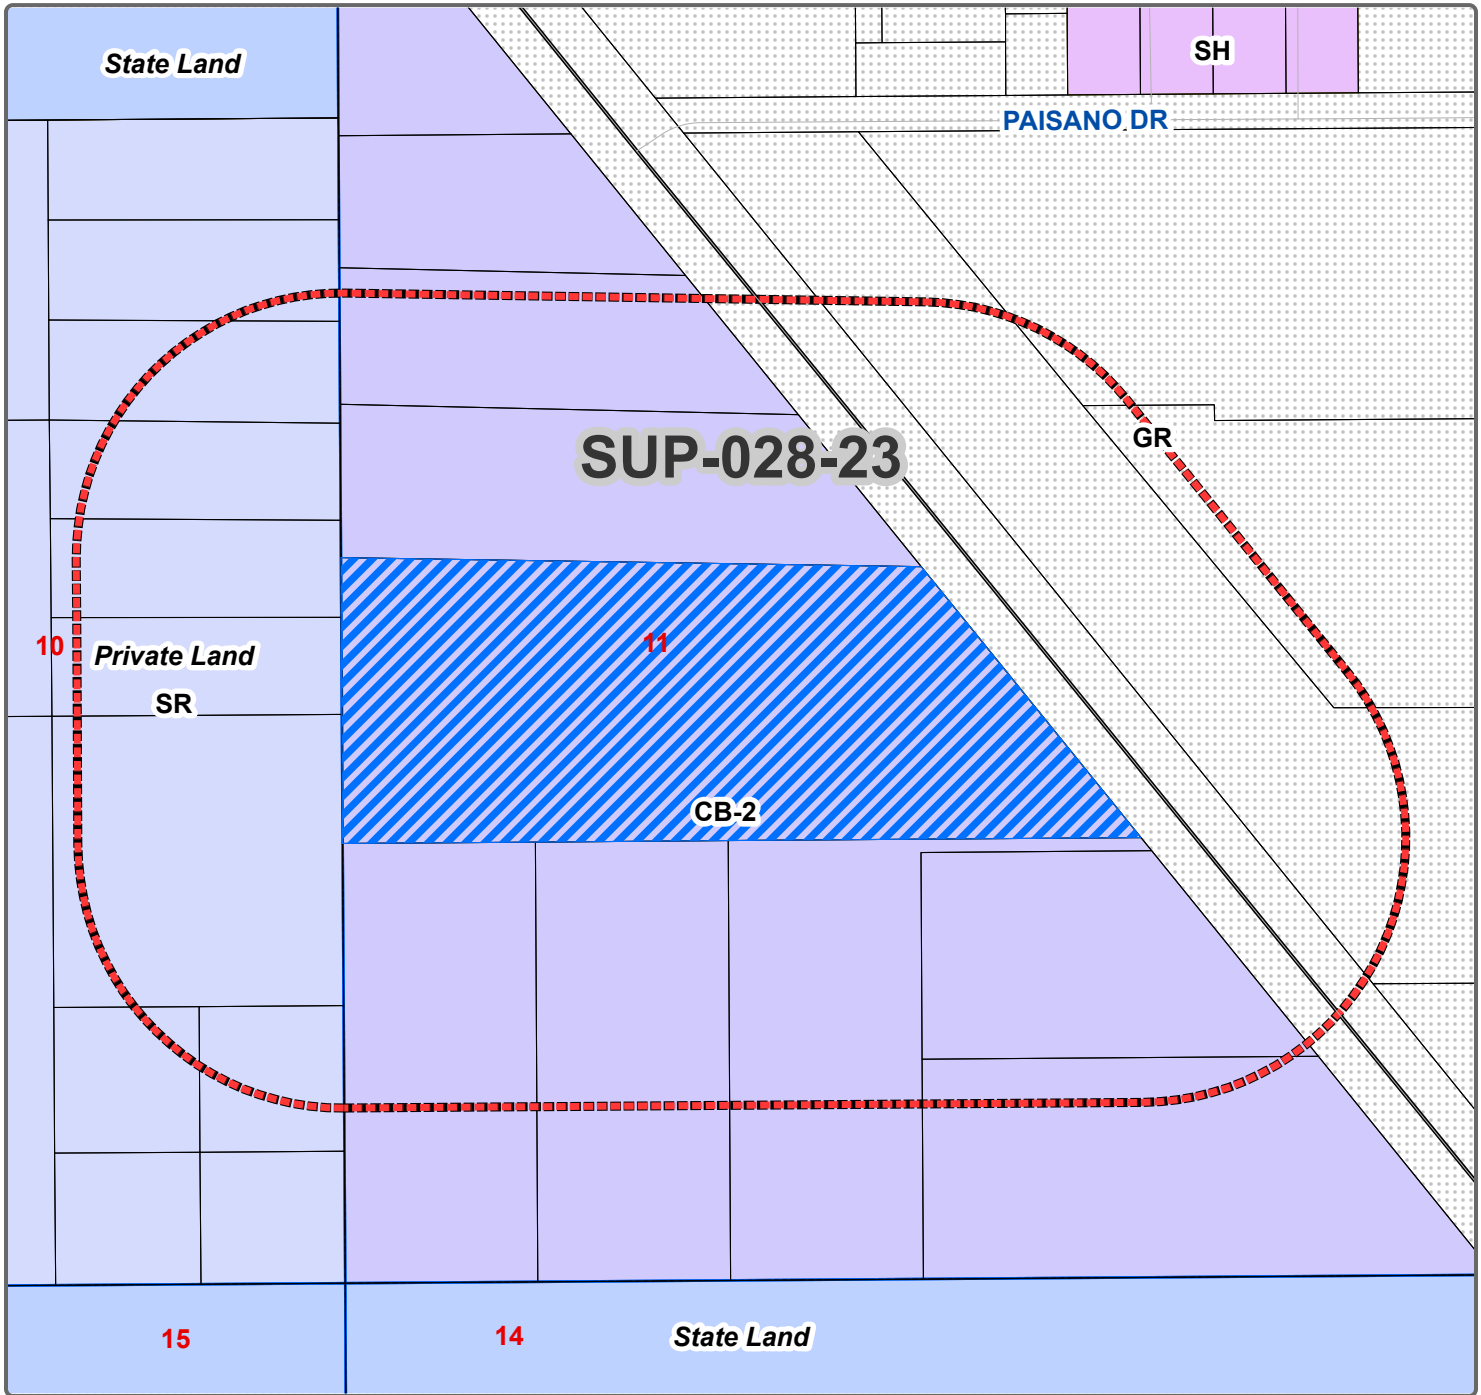 State Land
SH
PAISANO DR
GR
SUP-028-23
10
Private Land
11
SR
CB-2
15
14
State Land